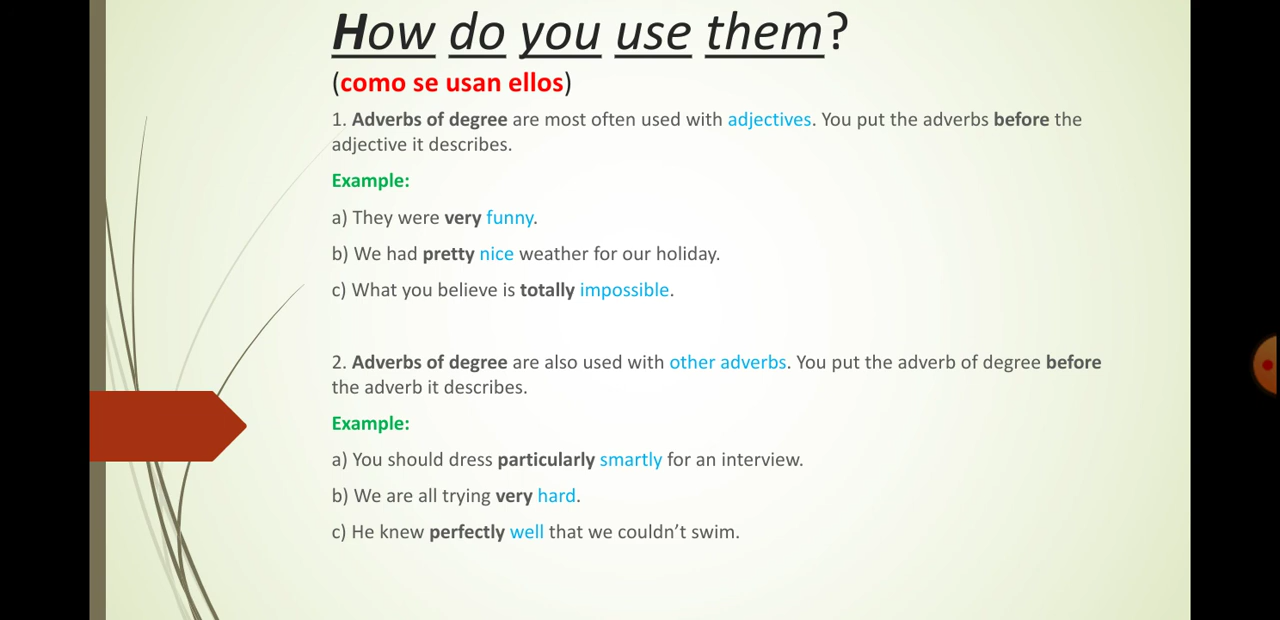 How do you use them?
(como se usan ellos)
1. Adverbs of degree are most often used with adjectives. You put the adverbs before the
adjective it describes.
Example:
a) They were very funny.
b) We had pretty nice weather for our holiday.
c) What you believe is totally impossible.
2. Adverbs of degree are also used with other adverbs. You put the adverb of degree before
the adverb it describes.
Example:
a) You should dress particularly smartly for an interview.
b) We are all trying very hard.
c) He knew perfectly well that we couldn’t swim.